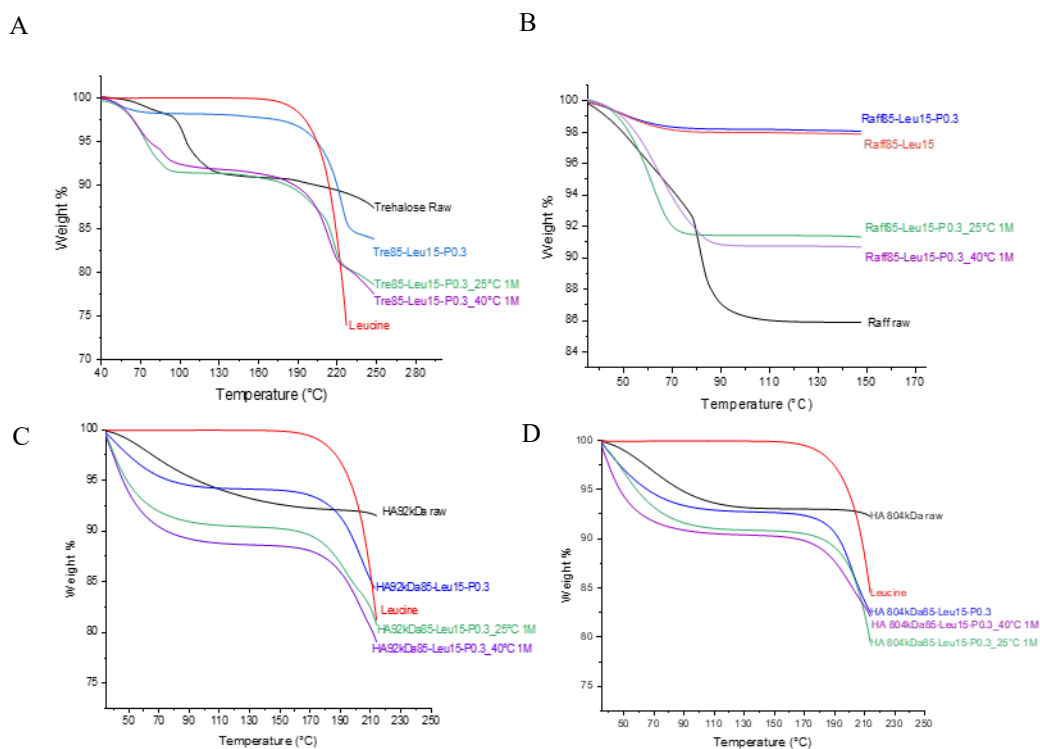 A
100
95
90
85
80
75
70
40
70
100
130
160
190
220
250
280
Weight %
Temperature (°C)
Trehalose Raw
Tre85-Leu15-P0.3
Tre85-Leu15-P0.3_25°C 1M
Tre85-Leu15-P0.3_40°C 1M
Leucine
B
100
98
96
94
92
90
88
86
84
50
70
90
110
130
150
170
Weight %
Temperature (°C)
Raff85-Leu15-P0.3
Raff85-Leu15
Raff85-Leu15-P0.3_25°C 1M
Raff85-Leu15-P0.3_40°C 1M
Raff raw
C
100
95
90
85
80
75
50
70
90
110
130
150
170
190
210
230
250
Weight %
Temperature (°C)
HA92kDa raw
HA92kDa85-Leu15-P0.3
Leucine
HA92kDa85-Leu15-P0.3_25°C 1M
HA92kDa85-Leu15-P0.3_40°C 1M
D
100
95
90
85
80
75
50
70
90
110
130
150
170
190
210
230
250
Weight %
Temperature (°C)
HA 804kDa raw
Leucine
HA 804kDa85-Leu15-P0.3
HA 804kDa85-Leu15-P0.3_40°C 1M
HA 804kDa85-Leu15-P0.3_25°C 1M